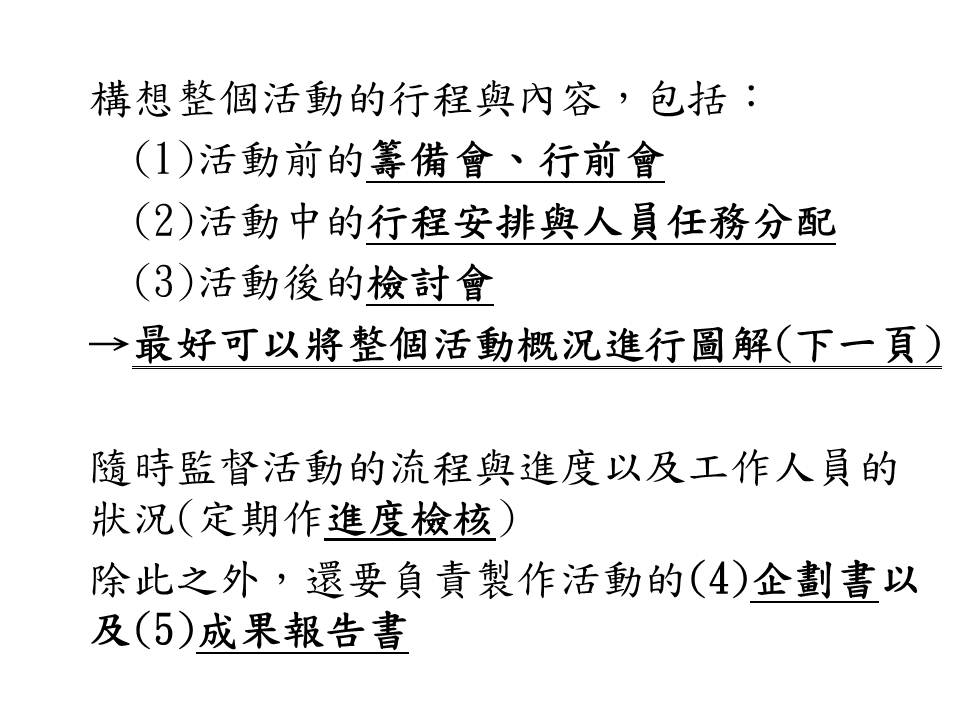 構想整個活動的行程與內容，包括：
(1)活動前的籌備會、行前會
(2)活動中的行程安排與人員任務分配
(3)活動後的檢討會
→最好可以將整個活動概況進行圖解(下一頁)
隨時監督活動的流程與進度以及工作人員的
狀況(定期作進度檢核)
除此之外，還要負責製作活動的(4)企劃書以
及(5)成果報告書